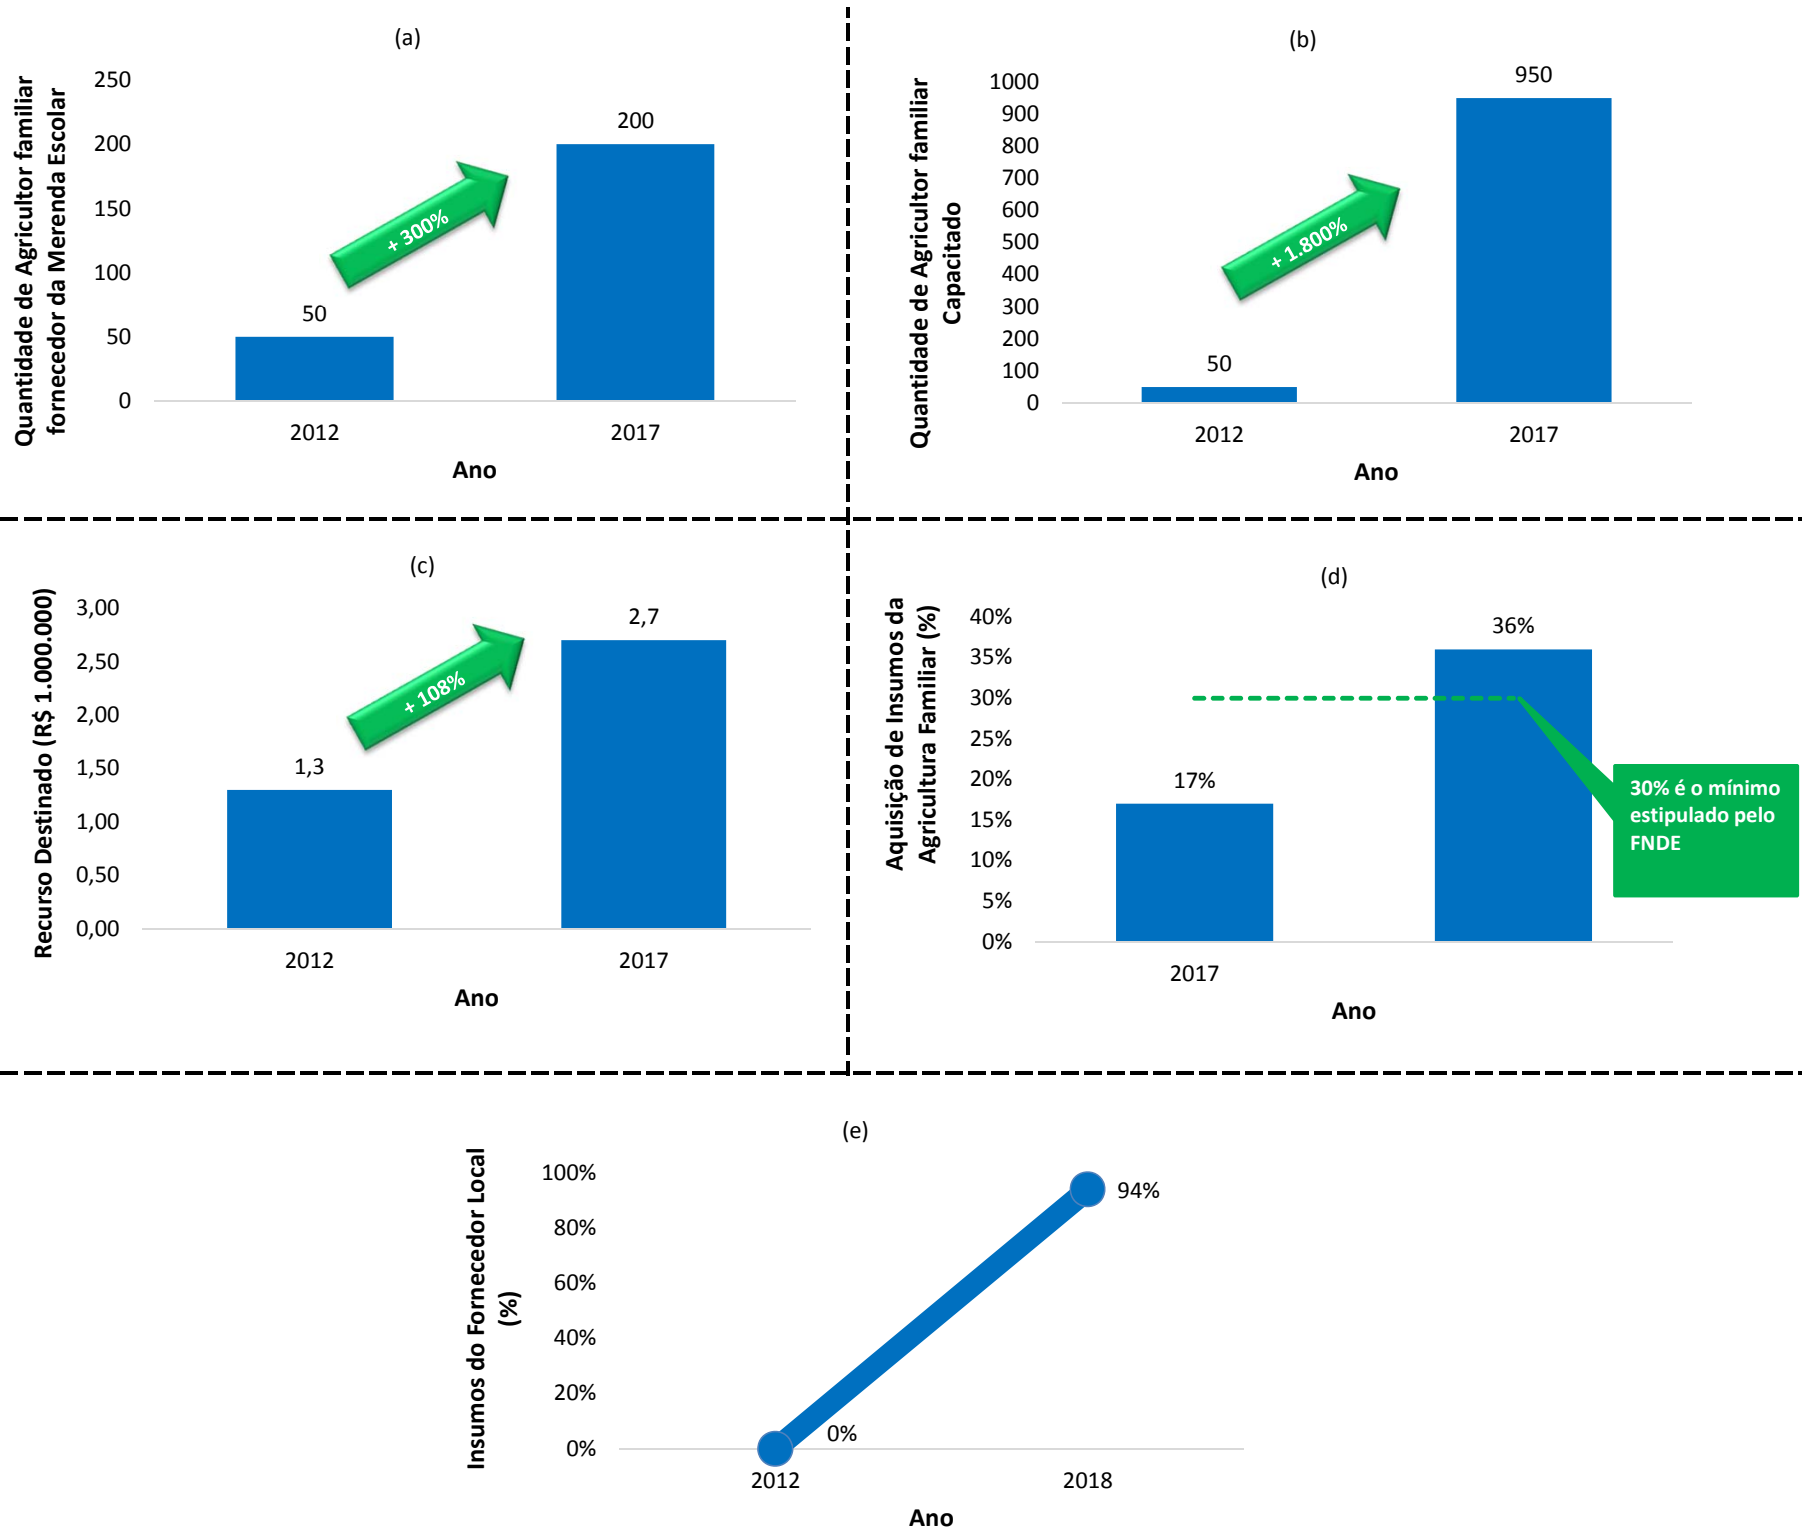 (a)
Quantidade de Agricultor familiar
fornecedor da Merenda Escolar
250
200
150
100
50
0
50
200
+ 300%
2012
2017
Ano
(b)
Quantidade de Agricultor familiar
Capacitado
1000
900
800
700
600
500
400
300
200
100
0
50
950
+ 1.800%
2012
2017
Ano
(c)
Recurso Destinado (R$ 1.000.000)
3,00
2,50
2,00
1,50
1,00
0,50
0,00
1,3
2,7
+ 108%
2012
2017
Ano
(d)
Aquisição de Insumos da
Agricultura Familiar (%)
40%
35%
30%
25%
20%
15%
10%
5%
0%
17%
36%
30% é o mínimo
estipulado pelo
FNDE
2017
Ano
(e)
Insumos do Fornecedor Local
(%)
100%
80%
60%
40%
20%
0%
0%
94%
2012
2018
Ano